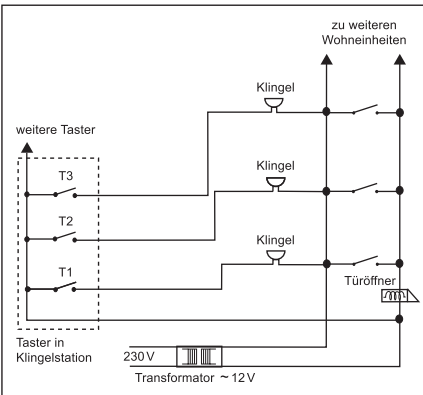 zu weiteren
Wohneinheiten
Klingel
weitere Taster
T3
Klingel
T2
Klingel
T1
Türöffner
Taster in
Klingelstation
230 V
Transformator ~ 12 V